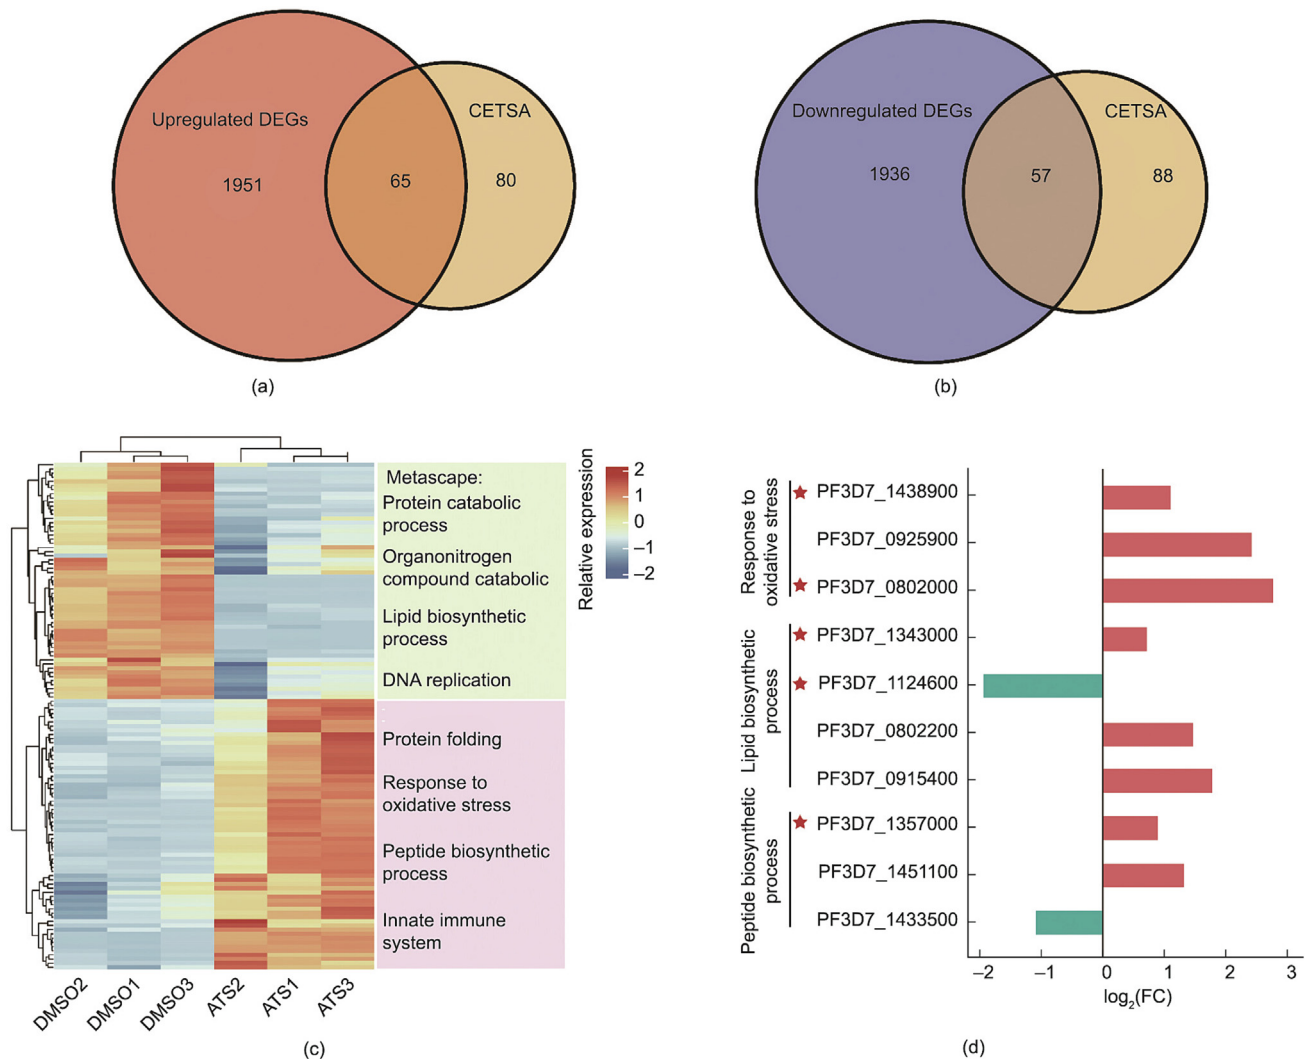 Upregulated DEGs
CETSA
1951
65
80
(a)
Downregulated DEGs
CETSA
1936
57
88
(b)
Metascape:
Protein catabolic
process
Organonitrogen
compound catabolic
Lipid biosynthetic
process
DNA replication
Protein folding
Response to
oxidative stress
Peptide biosynthetic
process
Innate immune
system
2
1
0
−1
−2
Relative expression
DMSO2
DMSO1
DMSO3
ATS2
ATS1
ATS3
(c)
Response to
oxidative stress
PF3D7_1438900
PF3D7_0925900
PF3D7_0802000
Lipid biosynthetic
process
PF3D7_1343000
PF3D7_1124600
PF3D7_0802200
PF3D7_0915400
Peptide biosynthetic
process
PF3D7_1357000
PF3D7_1451100
PF3D7_1433500
−2
−1
0
1
2
3
log2(FC)
(d)